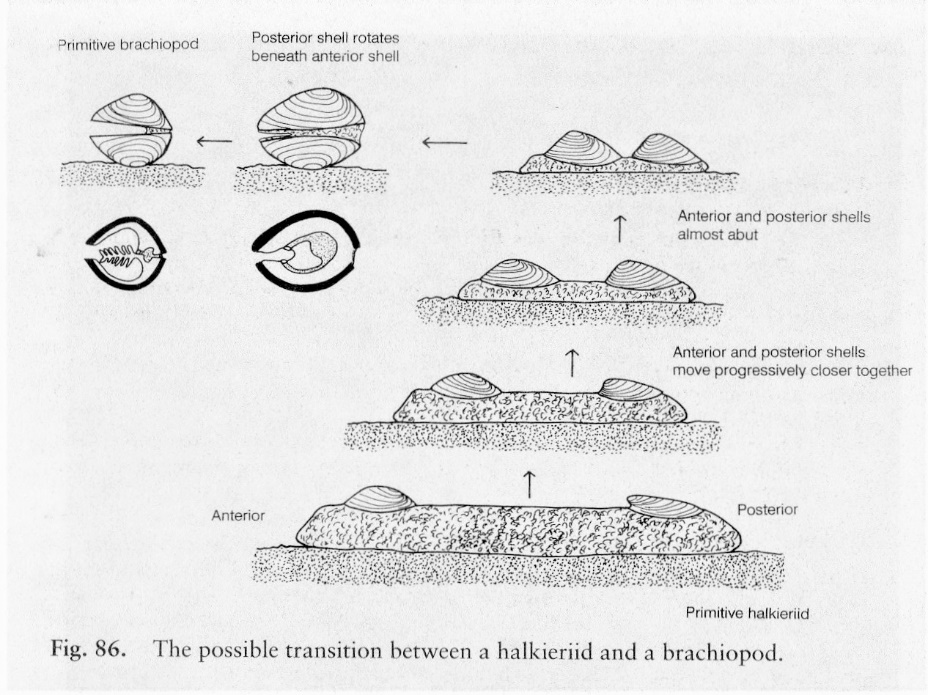 Primitive brachiopod
Posterior shell rotates
beneath anterior shell
Anterior and posterior shells
almost abut
Anterior and posterior shells
move progressively closer together
Anterior
Posterior
Primitive halkieriid
Fig. 86. The possible transition between a halkieriid and a brachiopod.